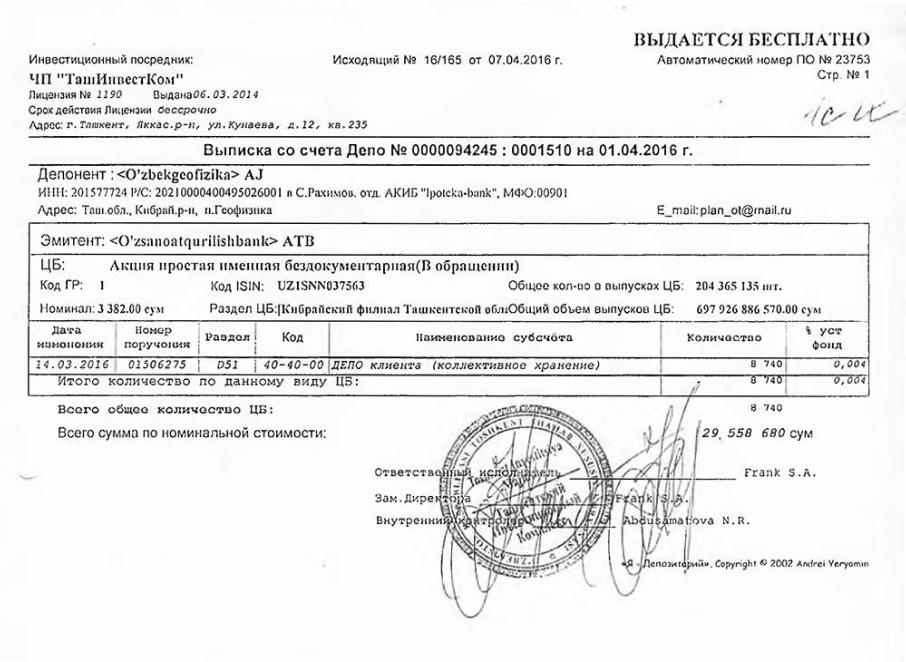 ВЫДАЕТСЯ БЕСПЛАТНО
Инвестиционный посредник: Исходящий № 16/165 от 07.04.2016 г. Автоматический номер ПО № 23753
ЧП "ТашИнвестКом" Стр. № 1
Лицензия № 1190 Выдана 06.03.2014
Срок действия Лицензии бессрочно
Адрес: г.Ташкент, Яккас.р-н, ул.Кунаева, д.12, кв.235
Выписка со счета Депо № 0000094245 : 0001510 на 01.04.2016 г.
Депонент : <O'zbekgeofizika> AJ
ИНН: 201577724 Р/С: 20210000400495026001 в С.Рахимов. отд. АКИБ "Ipoteka-bank", МФО:00901
Адрес: Таш.обл., Кибрай.р-н, п.Геофизика E_mail:plan_ot@mail.ru
Эмитент: <O'zsanoatqurilishbank> ATB
ЦБ: Акция простая именная бездокументарная(В обращении)
Код ГР: 1 Код ISIN: UZ1SNN037563 Общее кол-во о выпусках ЦБ: 204 365 135 шт.
Номинал: 3 382.00 сум Раздел ЦБ:[Кибрайский филиал Ташкентской обл Общий объем выпусков ЦБ: 697 926 886 570.00 сум
Дата изменения Номер поручения Раздел Код Наименование субсчёта Количество % уст фонд
14.03.2016 01506275 D51 40-40-00 ДЕПО клиента (коллективное хранение) 8 740 0,004
Итого количество по данному виду ЦБ: 8 740 0,004
Всего общее количество ЦБ: 8 740
Всего сумма по номинальной стоимости: 29 558 680 сум
Ответственный исполнитель Frank S.A.
Зам.Директора Frank S.A.
Внутренний контролер Abdusamatova N.R.
«Я - Депозитарий», Copyright © 2002 Andrei Yeryomin